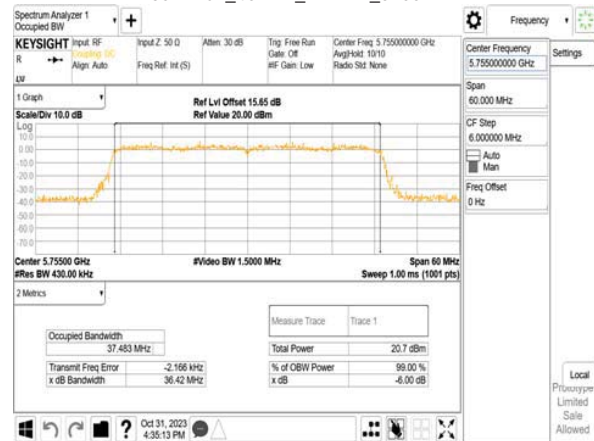 Spectrum Analyzer 1
Occupied BW
Frequency
KEYSIGHT
R
Input: RF
Coupling: DC
Align: Auto
Input Z: 50 Ω
Freq Ref: Int (S)
Atten: 30 dB
Trig: Free Run
Gate: Off
#IF Gain: Low
Center Freq: 5.755000000 GHz
Avg|Hold: 10/10
Radio Std: None
Center Frequency
5.755000000 GHz
Settings
Span
60.000 MHz
CF Step
6.000000 MHz
Auto
Man
Freq Offset
0 Hz
1 Graph
Scale/Div 10.0 dB
Log
Ref Lvl Offset 15.65 dB
Ref Value 20.00 dBm
10.0
0.00
-10.0
-20.0
-30.0
-40.0
-50.0
-60.0
-70.0
Center 5.75500 GHz
#Res BW 430.00 kHz
#Video BW 1.5000 MHz
Span 60 MHz
Sweep 1.00 ms (1001 pts)
2 Metrics
Measure Trace
Trace 1
Occupied Bandwidth
37.483 MHz
Total Power
20.7 dBm
Transmit Freq Error
-2.166 kHz
% of OBW Power
99.00 %
x dB Bandwidth
36.42 MHz
x dB
-6.00 dB
Local
Prototype
Limited
Sale
Allowed
Oct 31, 2023
4:35:13 PM